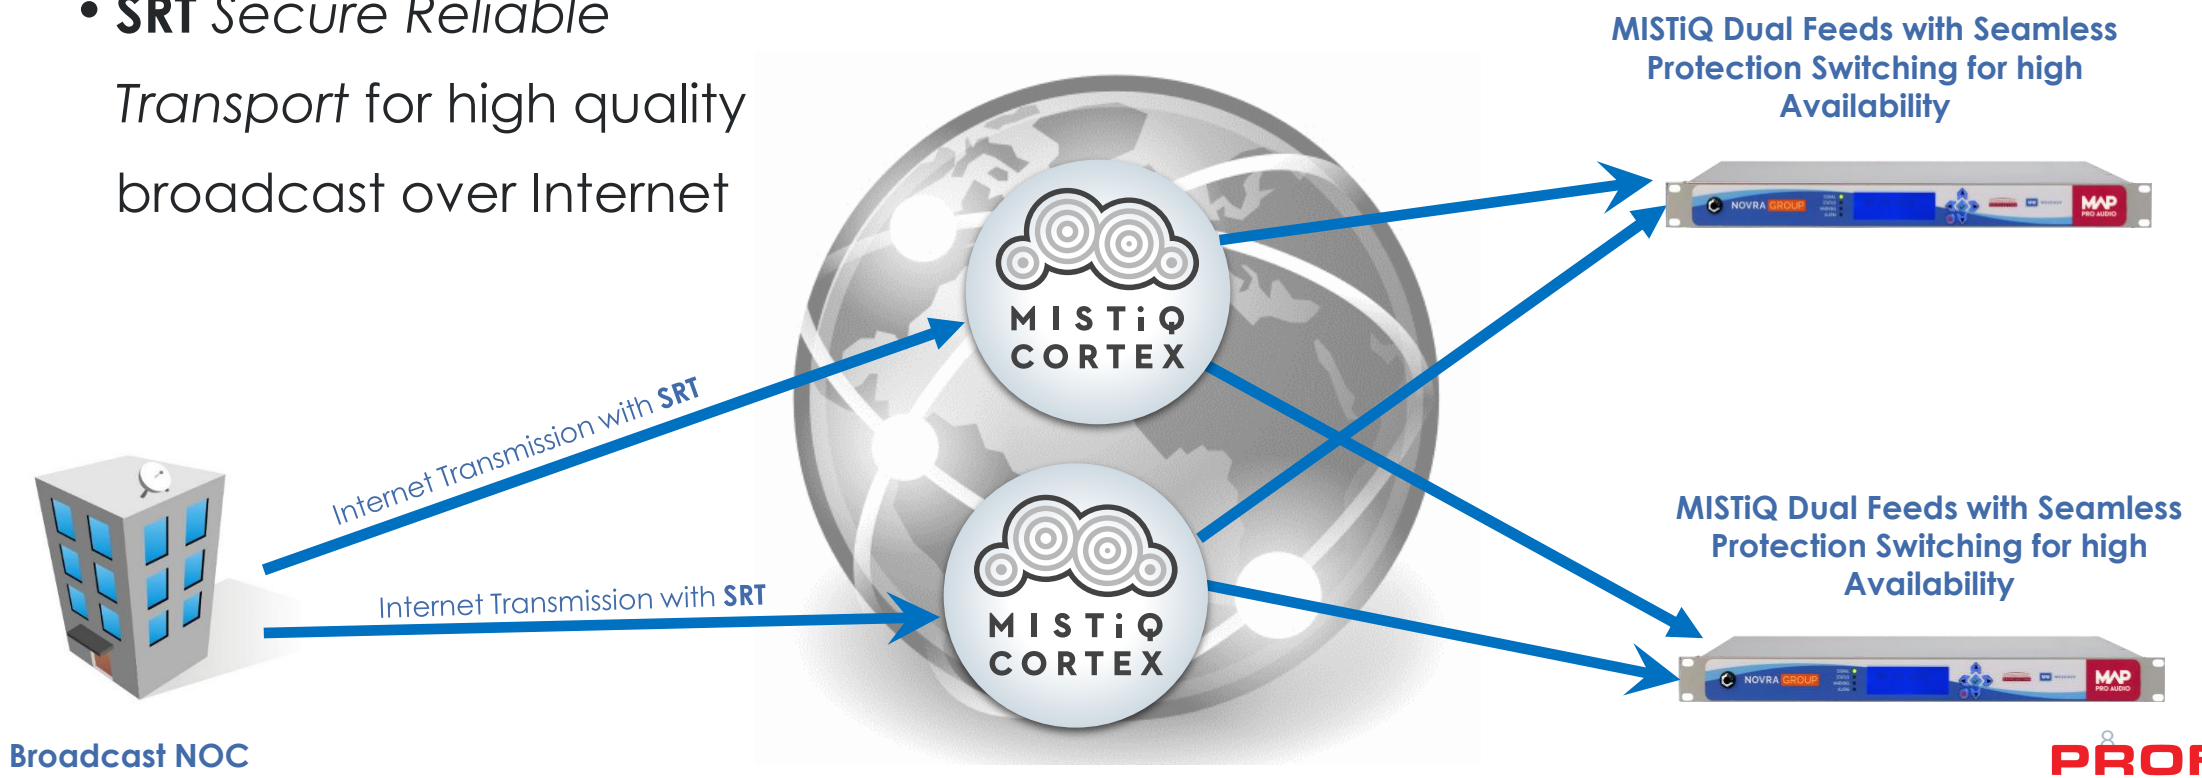 • SRT Secure Reliable
Transport for high quality
broadcast over Internet
MISTiQ Dual Feeds with Seamless
Protection Switching for high
Availability
NOVRA GROUP
MAP
PRO AUDIO
MISTiQ
CORTEX
Internet Transmission with SRT
Internet Transmission with SRT
MISTiQ
CORTEX
MISTiQ Dual Feeds with Seamless
Protection Switching for high
Availability
NOVRA GROUP
MAP
PRO AUDIO
Broadcast NOC
8